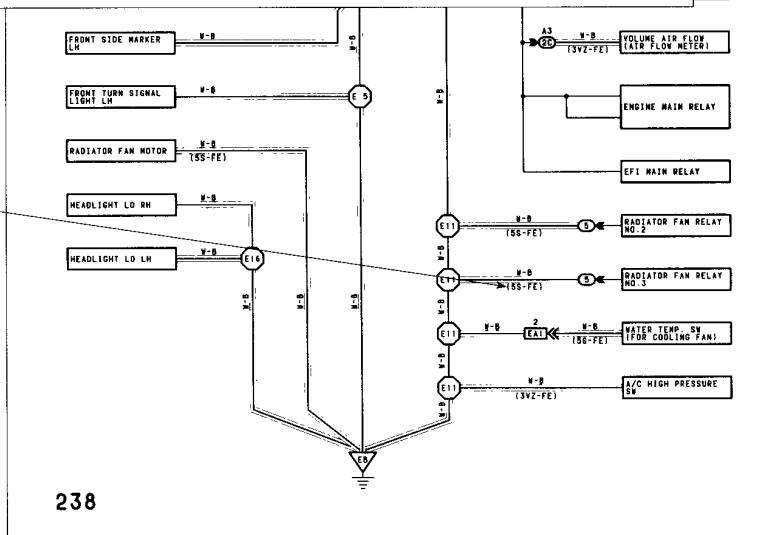 FRONT SIDE MARKER
LH
W-B
W-B
FRONT TURN SIGNAL
LIGHT LH
W-B
E 5
W-B
RADIATOR FAN MOTOR
W-B
(5S-FE)
HEADLIGHT LO RH
W-B
HEADLIGHT LO LH
W-B
E16
W-B
W-B
W-B
A3
2C
W-B
(3VZ-FE)
VOLUME AIR FLOW
(AIR FLOW METER)
ENGINE MAIN RELAY
EFI MAIN RELAY
E11
W-B
(5S-FE)
5
RADIATOR FAN RELAY
NO.2
W-B
E11
W-B
(5S-FE)
5
RADIATOR FAN RELAY
NO.3
W-B
E11
W-B
2
EA1
W-B
(5S-FE)
WATER TEMP. SW
(FOR COOLING FAN)
W-B
E11
W-B
(3VZ-FE)
A/C HIGH PRESSURE
SW
W-B
EB
238